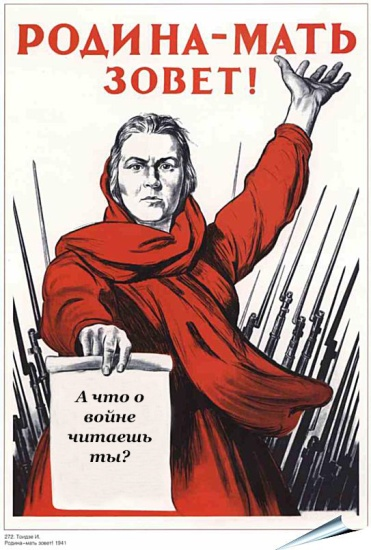 РОДИНА-МАТЬ
ЗОВЕТ!
А что о
войне
читаешь
ты?
272. Тоидзе И.
Родина-мать зовет! 1941